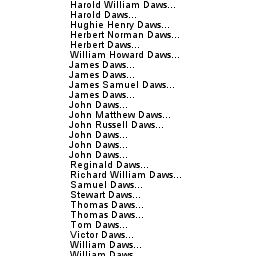 Harold William Daws...
Harold Daws...
Hughie Henry Daws...
Herbert Norman Daws...
Herbert Daws...
William Howard Daws...
James Daws...
James Daws...
James Samuel Daws...
James Daws...
John Daws...
John Matthew Daws...
John Russell Daws...
John Daws...
John Daws...
John Daws...
Reginald Daws...
Richard William Daws...
Samuel Daws...
Stewart Daws...
Thomas Daws...
Thomas Daws...
Tom Daws...
Victor Daws...
William Daws...
William Daws...